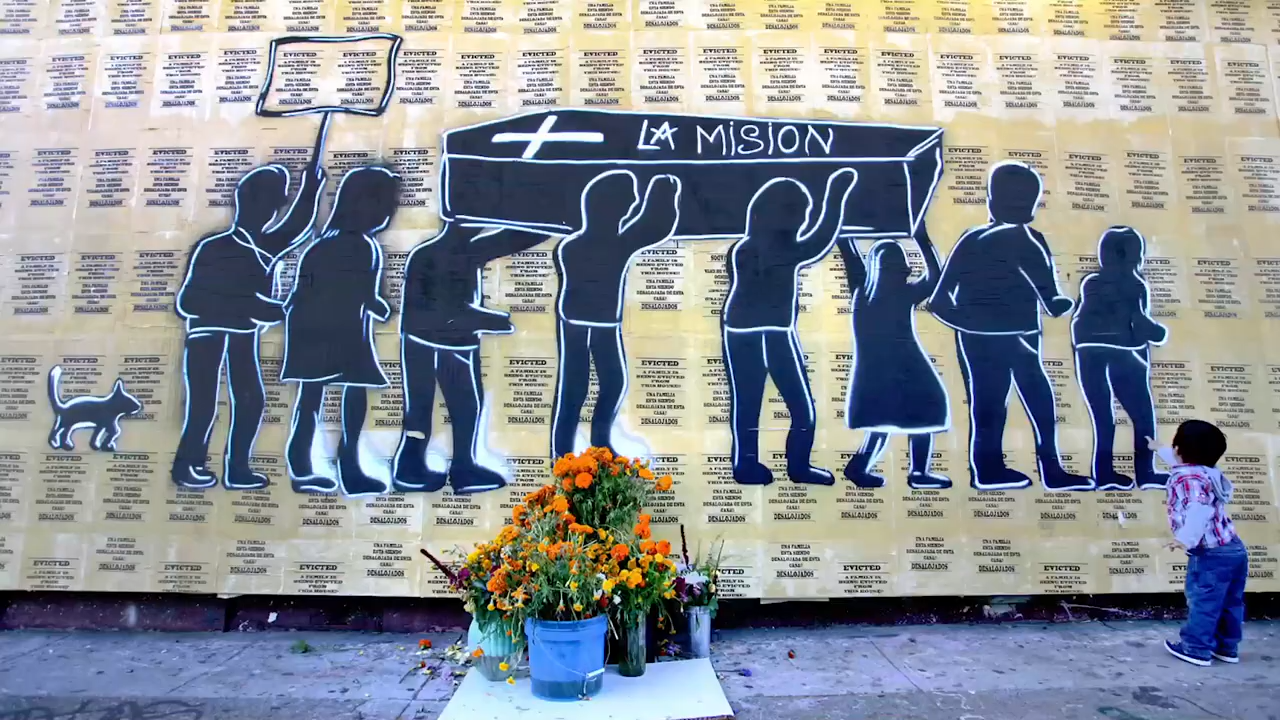 LA MISION
EVICTED
A FAMILY IS
BEING EVICTED
FROM
THIS HOUSE!
UNA FAMILIA
ESTA SIENDO
DESALOJADA DE ESTA
CASA!
DESALOJADOS